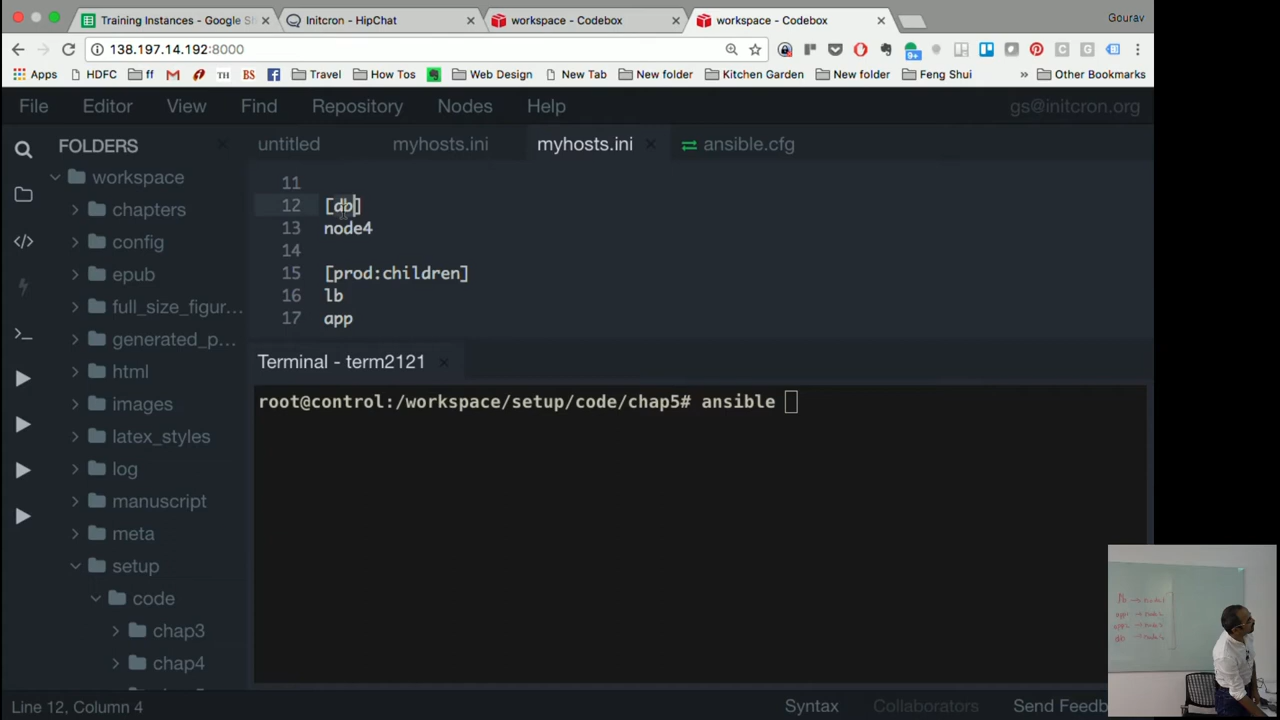 Training Instances - Google Sh
Initcron - HipChat
workspace - Codebox
workspace - Codebox
Gourav
138.197.14.192:8000
9+
Apps
HDFC
ff
TH
BS
Travel
How Tos
Web Design
New Tab
New folder
Kitchen Garden
New folder
Feng Shui
»
Other Bookmarks
File
Editor
View
Find
Repository
Nodes
Help
gs@initcron.org
FOLDERS
workspace
chapters
config
epub
full_size_figur...
generated_p...
html
images
latex_styles
log
manuscript
meta
setup
code
chap3
chap4
untitled
myhosts.ini
myhosts.ini
ansible.cfg
11
12 [db]
13 node4
14
15 [prod:children]
16 lb
17 app
Terminal - term2121
root@control:/workspace/setup/code/chap5# ansible
Line 12, Column 4
Syntax
Collaborators
Send Feedb